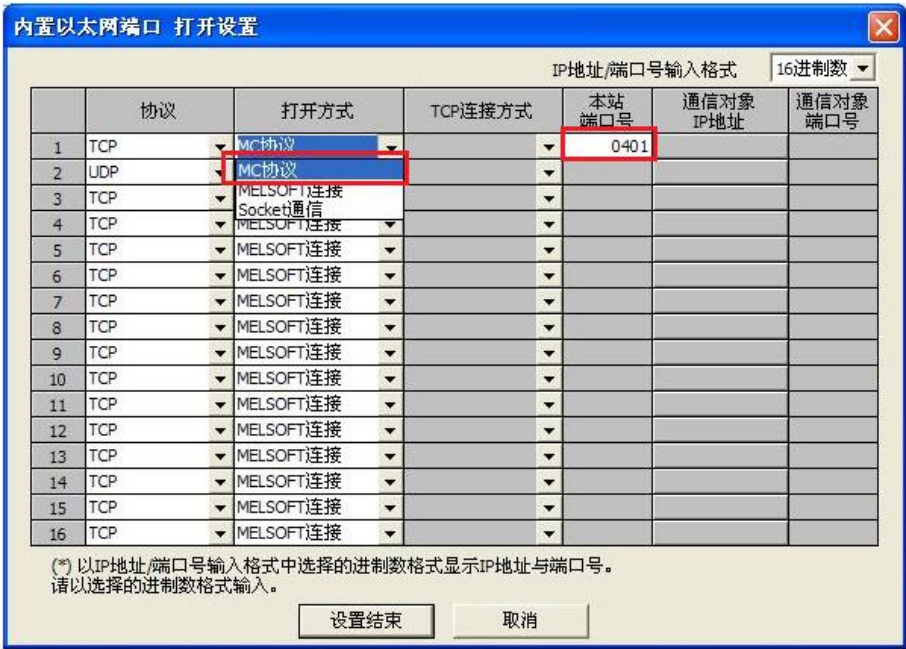 内置以太网端口 打开设置
IP地址/端口号输入格式 16进制数
协议 打开方式 TCP连接方式 本站端口号 通信对象IP地址 通信对象端口号
1 TCP MC协议 0401
2 UDP MC协议
3 TCP MELSOFT连接
Socket通信
4 TCP MELSOFT连接
5 TCP MELSOFT连接
6 TCP MELSOFT连接
7 TCP MELSOFT连接
8 TCP MELSOFT连接
9 TCP MELSOFT连接
10 TCP MELSOFT连接
11 TCP MELSOFT连接
12 TCP MELSOFT连接
13 TCP MELSOFT连接
14 TCP MELSOFT连接
15 TCP MELSOFT连接
16 TCP MELSOFT连接
(*) 以IP地址/端口号输入格式中选择的进制数格式显示IP地址与端口号。
请以选择的进制数格式输入。
设置结束 取消